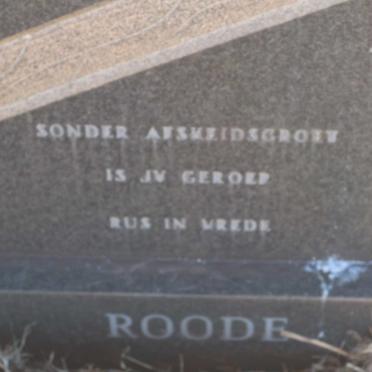 SONDER AFSKEIDSGROET
IS JY GEROEP
RUS IN VREDE
ROODE